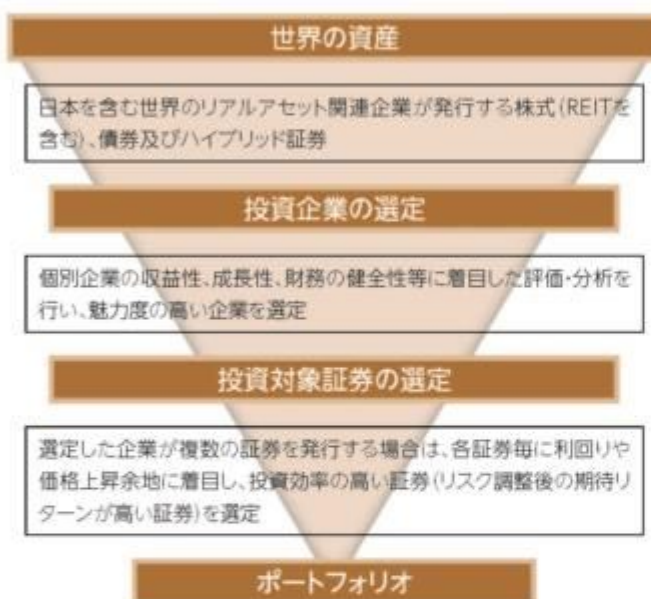 世界の資産
日本を含む世界のリアルアセット関連企業が発行する株式(REITを
含む)、債券及びハイブリッド証券
投資企業の選定
個別企業の収益性、成長性、財務の健全性等に着目した評価・分析を
行い、魅力度の高い企業を選定
投資対象証券の選定
選定した企業が複数の証券を発行する場合は、各証券毎に利回りや
価格上昇余地に着目し、投資効率の高い証券(リスク調整後の期待リ
ターンが高い証券)を選定
ポートフォリオ